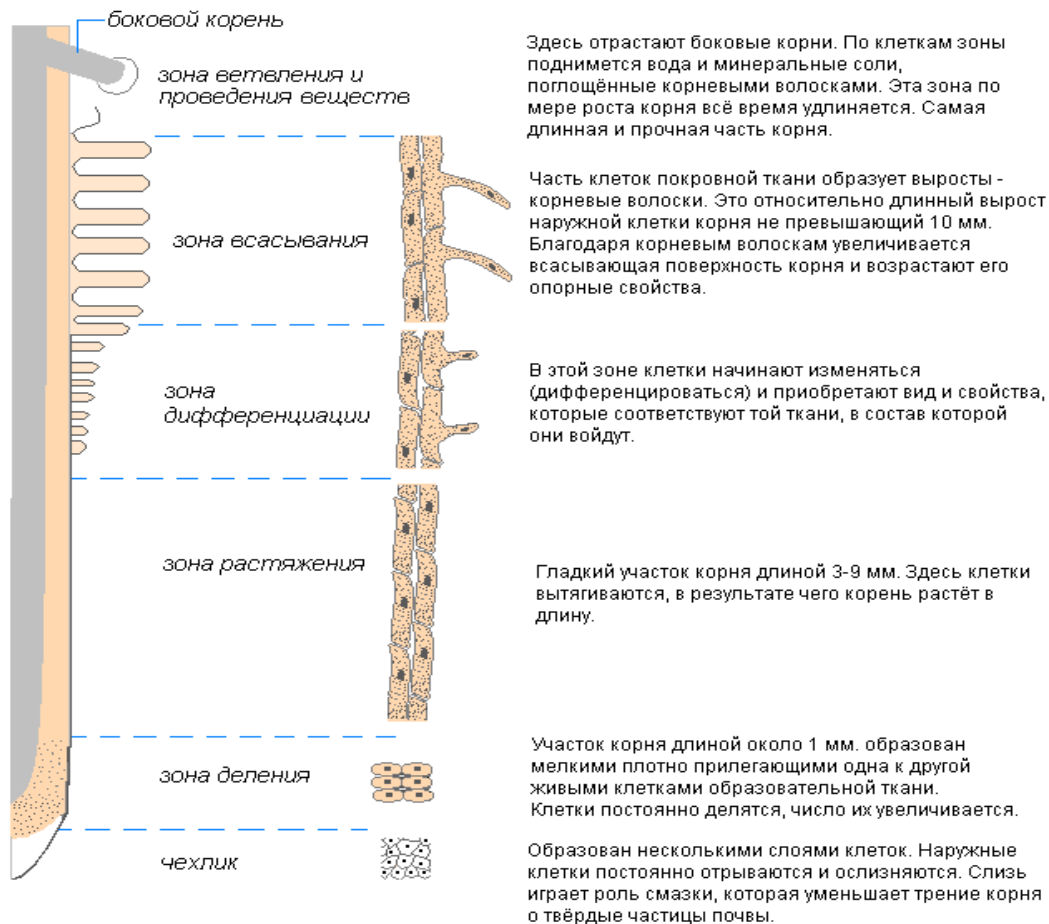 боковой корень
зона ветвления и
проведения веществ
Здесь отрастают боковые корни. По клеткам зоны
поднимется вода и минеральные соли,
поглощённые корневыми волосками. Эта зона по
мере роста корня всё время удлиняется. Самая
длинная и прочная часть корня.
зона всасывания
Часть клеток покровной ткани образует выросты -
корневые волоски. Это относительно длинный вырост
наружной клетки корня не превышающий 10 мм.
Благодаря корневым волоскам увеличивается
всасывающая поверхность корня и возрастают его
опорные свойства.
зона
дифференциации
В этой зоне клетки начинают изменяться
(дифференцироваться) и приобретают вид и свойства,
которые соответствуют той ткани, в состав которой
они войдут.
зона растяжения
Гладкий участок корня длиной 3-9 мм. Здесь клетки
вытягиваются, в результате чего корень растёт в
длину.
зона деления
Участок корня длиной около 1 мм. образован
мелкими плотно прилегающими одна к другой
живыми клетками образовательной ткани.
Клетки постоянно делятся, число их увеличивается.
чехлик
Образован несколькими слоями клеток. Наружные
клетки постоянно отрываются и ослизняются. Слизь
играет роль смазки, которая уменьшает трение корня
о твёрдые частицы почвы.